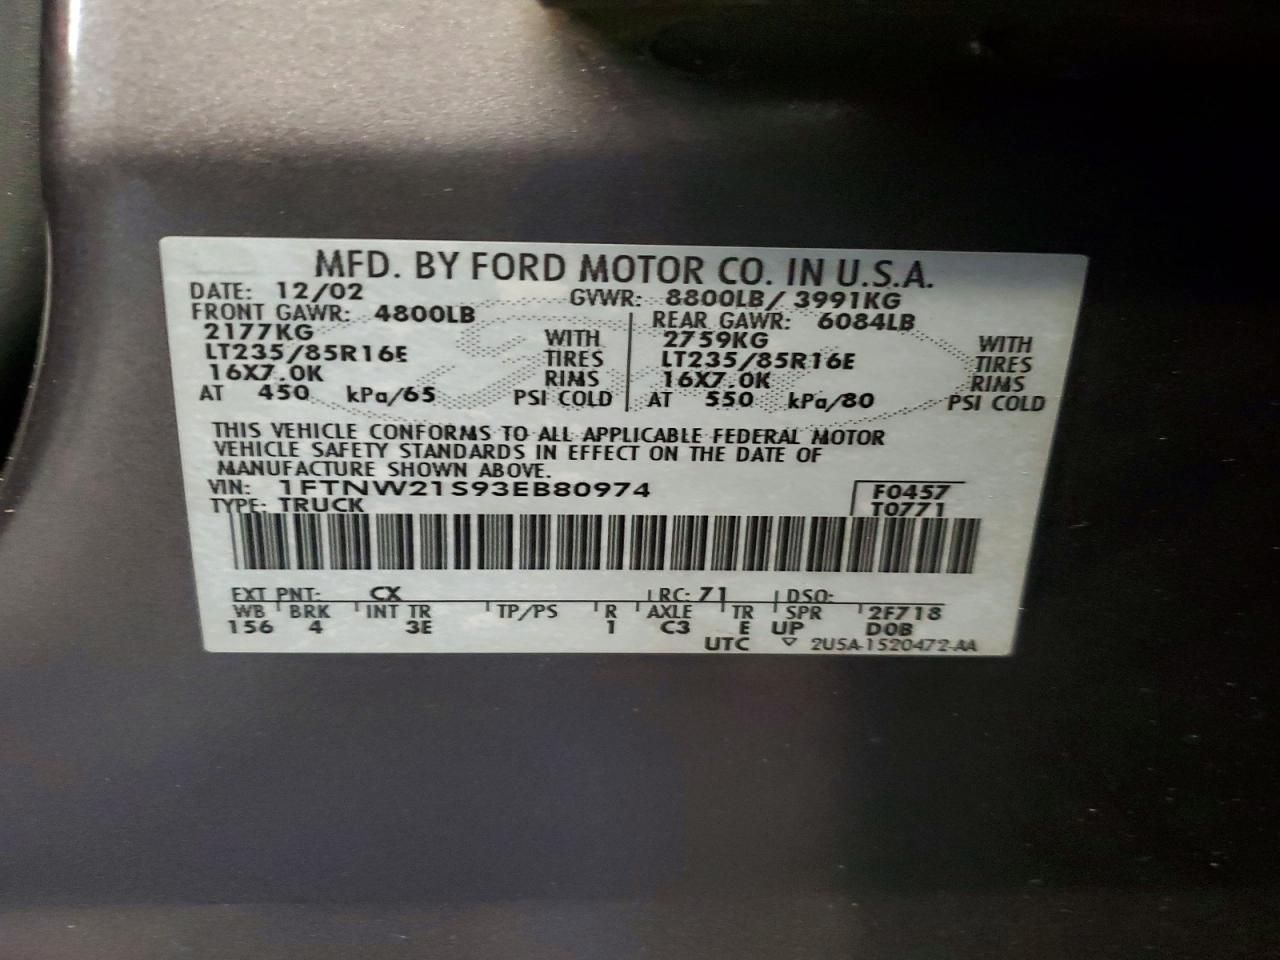 MFD. BY FORD MOTOR CO. IN U.S.A.
DATE: 12/02 GVWR: 8800LB/ 3991KG
FRONT GAWR: 4800LB REAR GAWR: 6084LB
2177KG WITH 2759KG WITH
LT235/85R16E TIRES LT235/85R16E TIRES
16X7.0K RIMS 16X7.0K RIMS
AT 450 kPa/65 PSI COLD AT 550 kPa/80 PSI COLD
THIS VEHICLE CONFORMS TO ALL APPLICABLE FEDERAL MOTOR
VEHICLE SAFETY STANDARDS IN EFFECT ON THE DATE OF
MANUFACTURE SHOWN ABOVE.
VIN: 1FTNW21S93EB80974 F0457
TYPE: TRUCK T0771
EXT PNT: CX RC: 71 DSO:
WB BRK INT TR TP/PS R AXLE TR SPR 2F718
156 4 3E 1 C3 E UP DOB
UTC ▽ 2U5A-1520472-AA